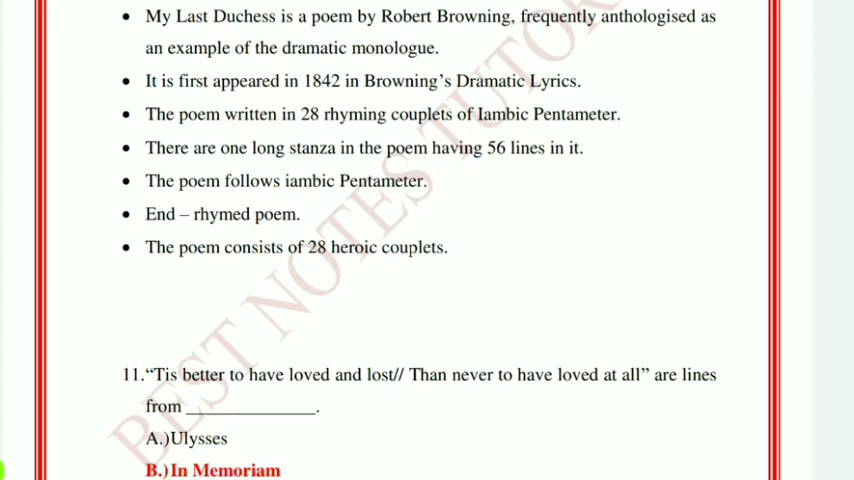 • My Last Duchess is a poem by Robert Browning, frequently anthologised as
an example of the dramatic monologue.
• It is first appeared in 1842 in Browning’s Dramatic Lyrics.
• The poem written in 28 rhyming couplets of Iambic Pentameter.
• There are one long stanza in the poem having 56 lines in it.
• The poem follows iambic Pentameter.
• End – rhymed poem.
• The poem consists of 28 heroic couplets.
BEST NOTES TUTOR
11.“Tis better to have loved and lost// Than never to have loved at all” are lines
from ______________.
A.)Ulysses
B.)In Memoriam